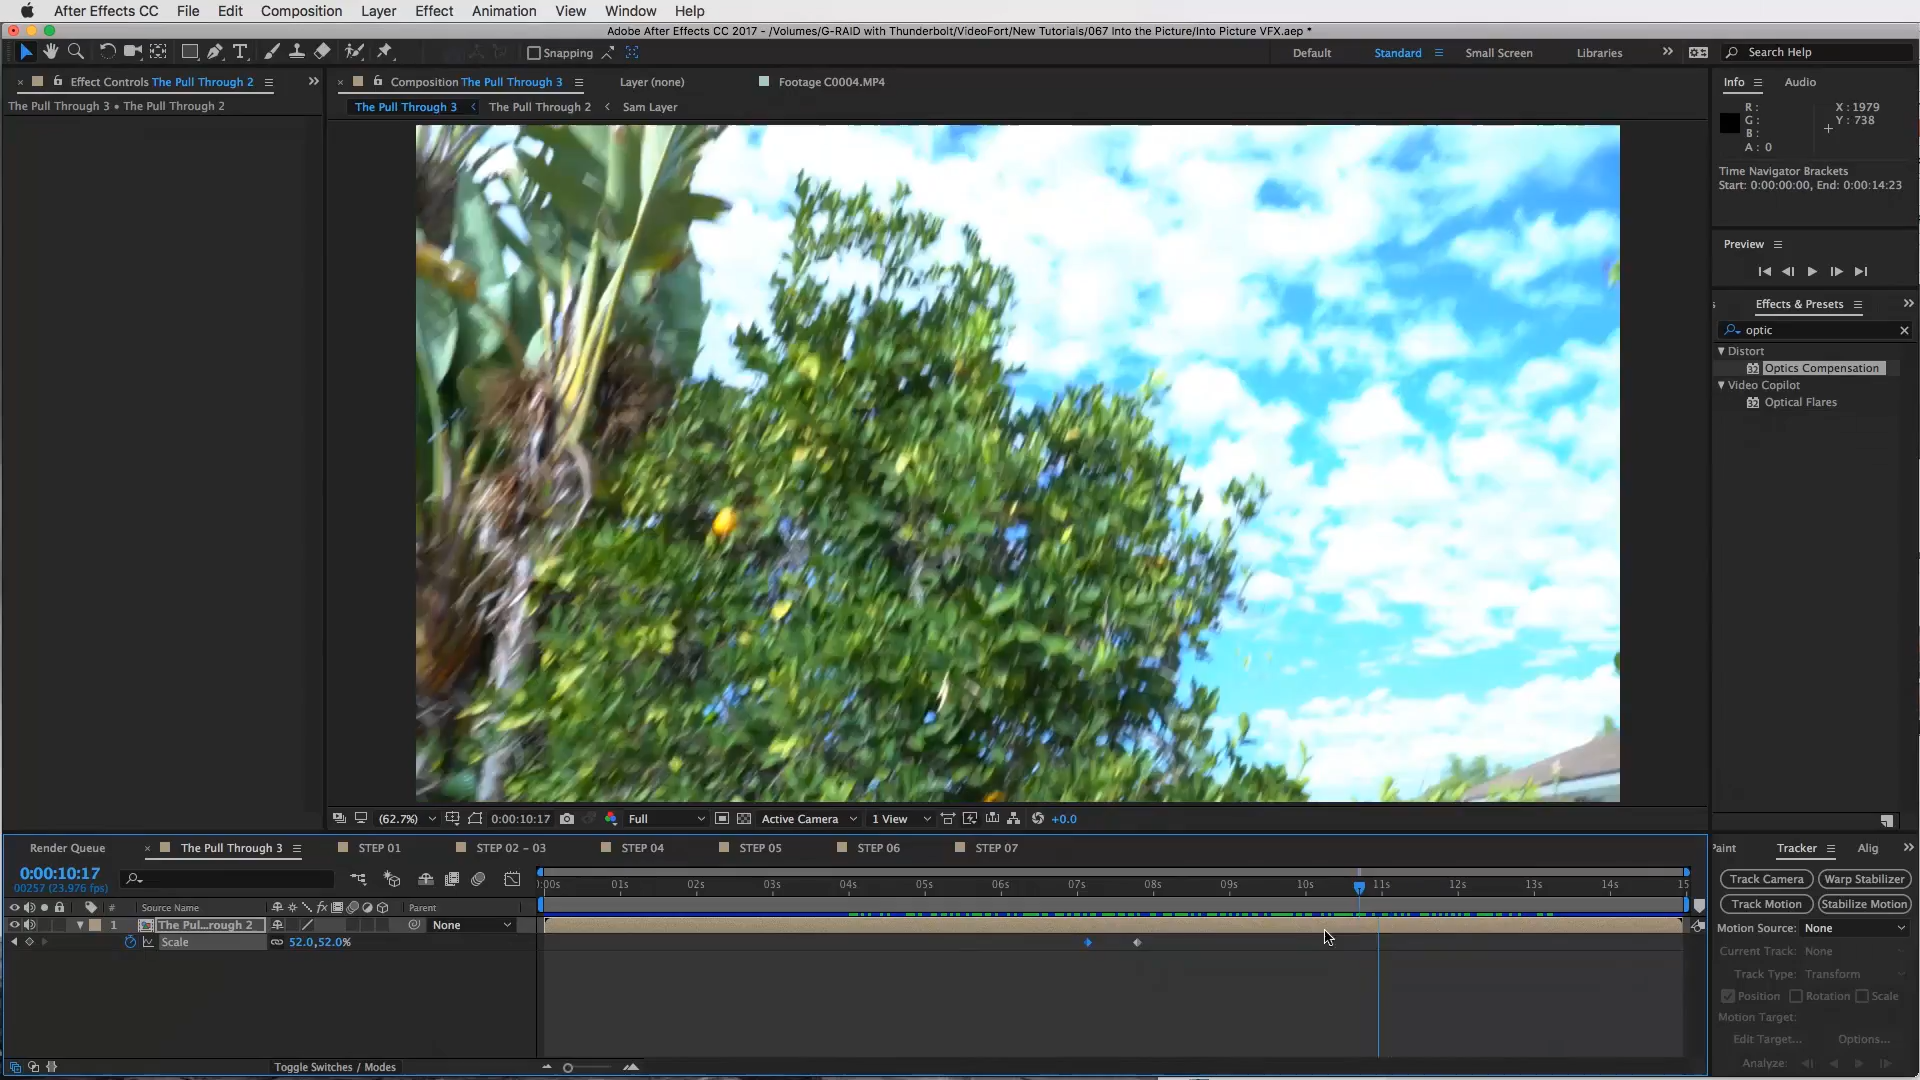 After Effects CC File Edit Composition Layer Effect Animation View Window Help
Adobe After Effects CC 2017 - /Volumes/G-RAID with Thunderbolt/VideoFort/New Tutorials/067 Into the Picture/Into Picture VFX.aep *
Snapping Default Standard Small Screen Libraries Search Help
Effect Controls The Pull Through 2 Composition The Pull Through 3 Layer (none) Footage C0004.MP4 Info Audio
The Pull Through 3 • The Pull Through 2 The Pull Through 3 The Pull Through 2 Sam Layer
R : X : 1979
G : Y : 738
B :
A : 0
Time Navigator Brackets
Start: 0:00:00:00, End: 0:00:14:23
Preview
Effects & Presets
optic
Distort
Optics Compensation
Video Copilot
Optical Flares
(62.7%) 0:00:10:17 Full Active Camera 1 View +0.0
Render Queue The Pull Through 3 STEP 01 STEP 02 - 03 STEP 04 STEP 05 STEP 06 STEP 07 Paint Tracker Alig
0:00:10:17
00257 (23.976 fps)
:00s 01s 02s 03s 04s 05s 06s 07s 08s 09s 10s 11s 12s 13s 14s 15
# Source Name Parent
1 The Pul...rough 2 None
Scale 52.0,52.0%
Toggle Switches / Modes
Track Camera Warp Stabilizer
Track Motion Stabilize Motion
Motion Source: None
Current Track: None
Track Type: Transform
Position Rotation Scale
Motion Target:
Edit Target... Options...
Analyze: